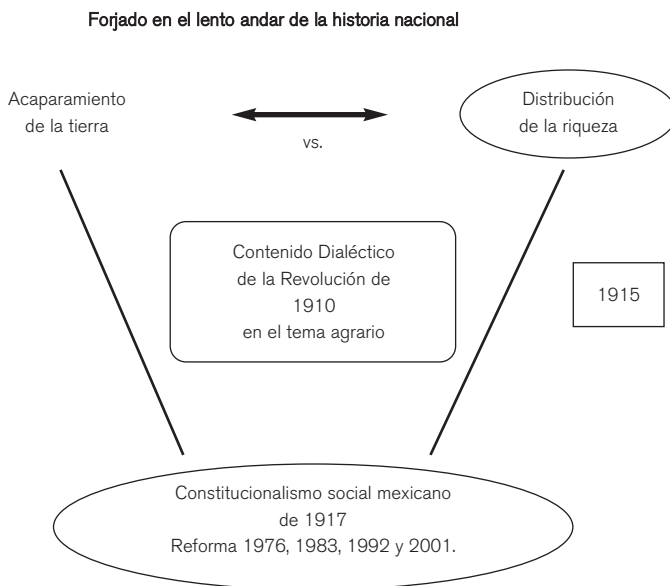 Forjado en el lento andar de la historia nacional
Acaparamiento
de la tierra
vs.
Distribución
de la riqueza
Contenido Dialéctico
de la Revolución de
1910
en el tema agrario
1915
Constitucionalismo social mexicano
de 1917
Reforma 1976, 1983, 1992 y 2001.